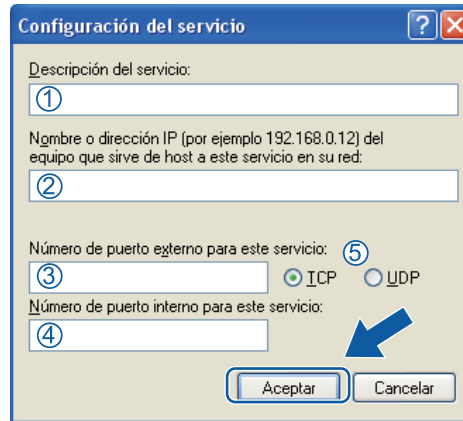 Configuración del servicio
Descripción del servicio:
①
Nombre o dirección IP (por ejemplo 192.168.0.12) del
equipo que sirve de host a este servicio en su red:
②
Número de puerto externo para este servicio: ⑤
③ TCP UDP
Número de puerto interno para este servicio:
④
Aceptar Cancelar